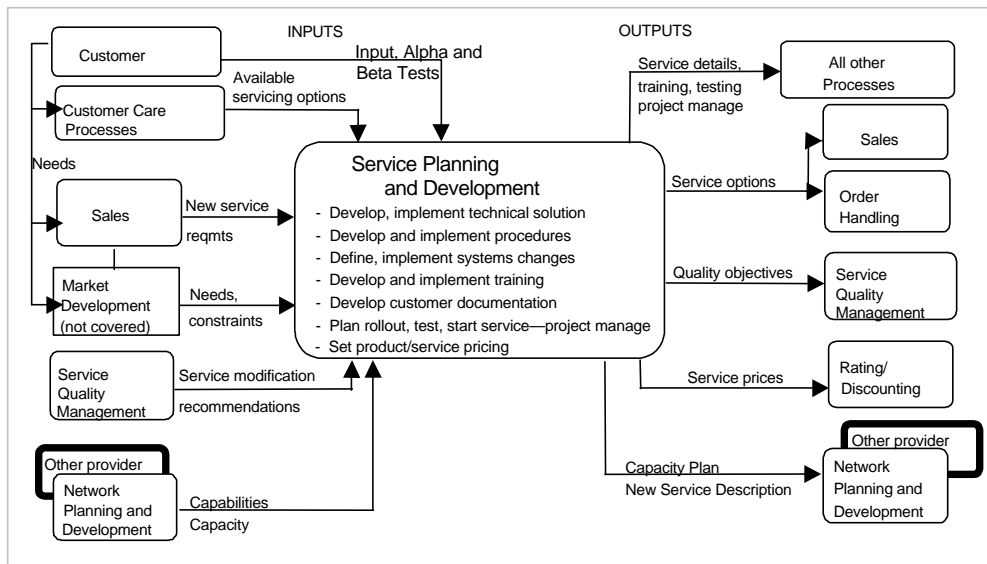 INPUTS
OUTPUTS
Customer
Input, Alpha and
Beta Tests
Available
servicing options
Customer Care
Processes
Needs
Sales
New service
reqmts
Market
Development
(not covered)
Needs,
constraints
Service
Quality
Management
Service modification
recommendations
Other provider
Network
Planning and
Development
Capabilities
Capacity
Service Planning
and Development
- Develop, implement technical solution
- Develop and implement procedures
- Define, implement systems changes
- Develop and implement training
- Develop customer documentation
- Plan rollout, test, start service—project manage
- Set product/service pricing
Service details,
training, testing
project manage
All other
Processes
Service options
Sales
Order
Handling
Quality objectives
Service
Quality
Management
Service prices
Rating/
Discounting
Capacity Plan
New Service Description
Other provider
Network
Planning and
Development